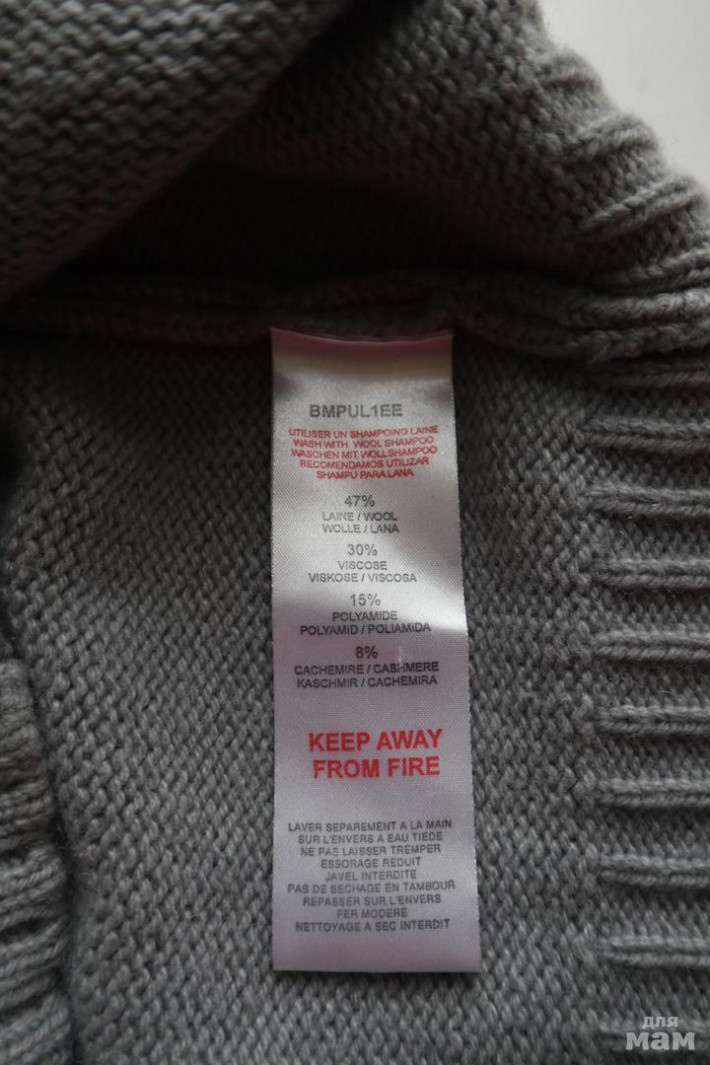 BMPUL1EE
UTILISER UN SHAMPOING LAINE
WASH WITH WOOL SHAMPOO
WASCHEN MIT WOLLSHAMPOO
RECOMENDAMOS UTILIZAR
SHAMPU PARA LANA
47%
LAINE / WOOL
WOLLE / LANA
30%
VISCOSE
VISKOSE / VISCOSA
15%
POLYAMIDE
POLYAMID / POLIAMIDA
8%
CACHEMIRE / CASHMERE
KASCHMIR / CACHEMIRA
KEEP AWAY
FROM FIRE
LAVER SEPAREMENT A LA MAIN
SUR L'ENVERS A EAU TIEDE
NE PAS LAISSER TREMPER
ESSORAGE REDUIT
JAVEL INTERDITE
PAS DE SECHAGE EN TAMBOUR
REPASSER SUR L'ENVERS
FER MODERE
NETTOYAGE A SEC INTERDIT
для
мам